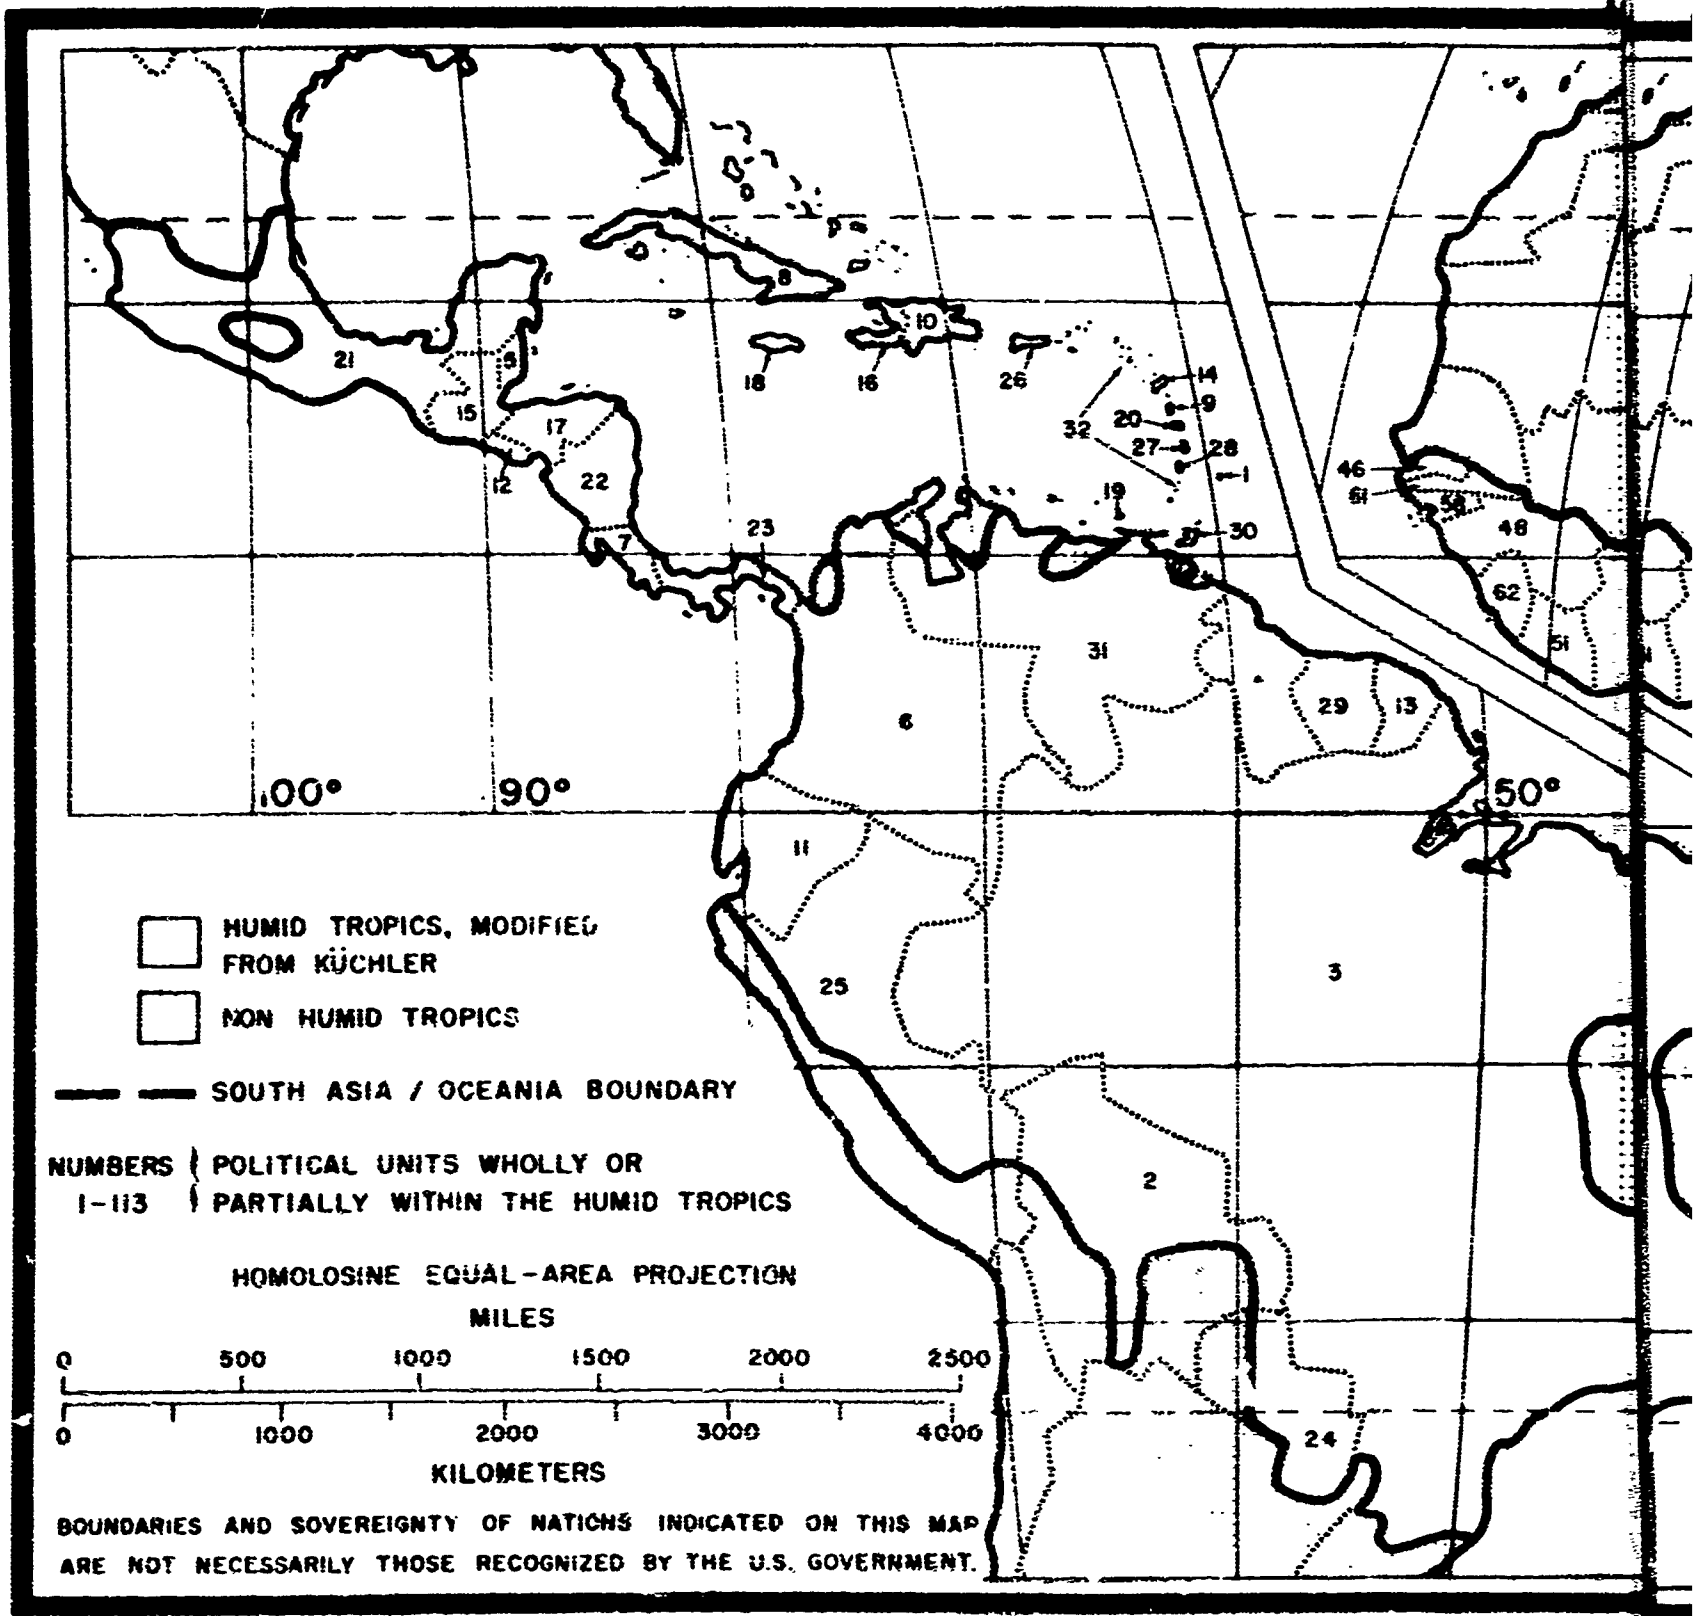 8
10
21
5
18
16
26
14
15
9
17
20
32
27
28
46
1
12
22
19
61
58
48
23
30
7
62
31
51
6
29
13
100°
90°
50°
11
HUMID TROPICS, MODIFIED
FROM KÜCHLER
3
25
NON HUMID TROPICS
SOUTH ASIA / OCEANIA BOUNDARY
NUMBERS
1-113
POLITICAL UNITS WHOLLY OR
PARTIALLY WITHIN THE HUMID TROPICS
2
HOMOLOSINE EQUAL-AREA PROJECTION
MILES
0 500 1000 1500 2000 2500
0 1000 2000 3000 4000
KILOMETERS
24
BOUNDARIES AND SOVEREIGNTY OF NATIONS INDICATED ON THIS MAP
ARE NOT NECESSARILY THOSE RECOGNIZED BY THE U.S. GOVERNMENT.